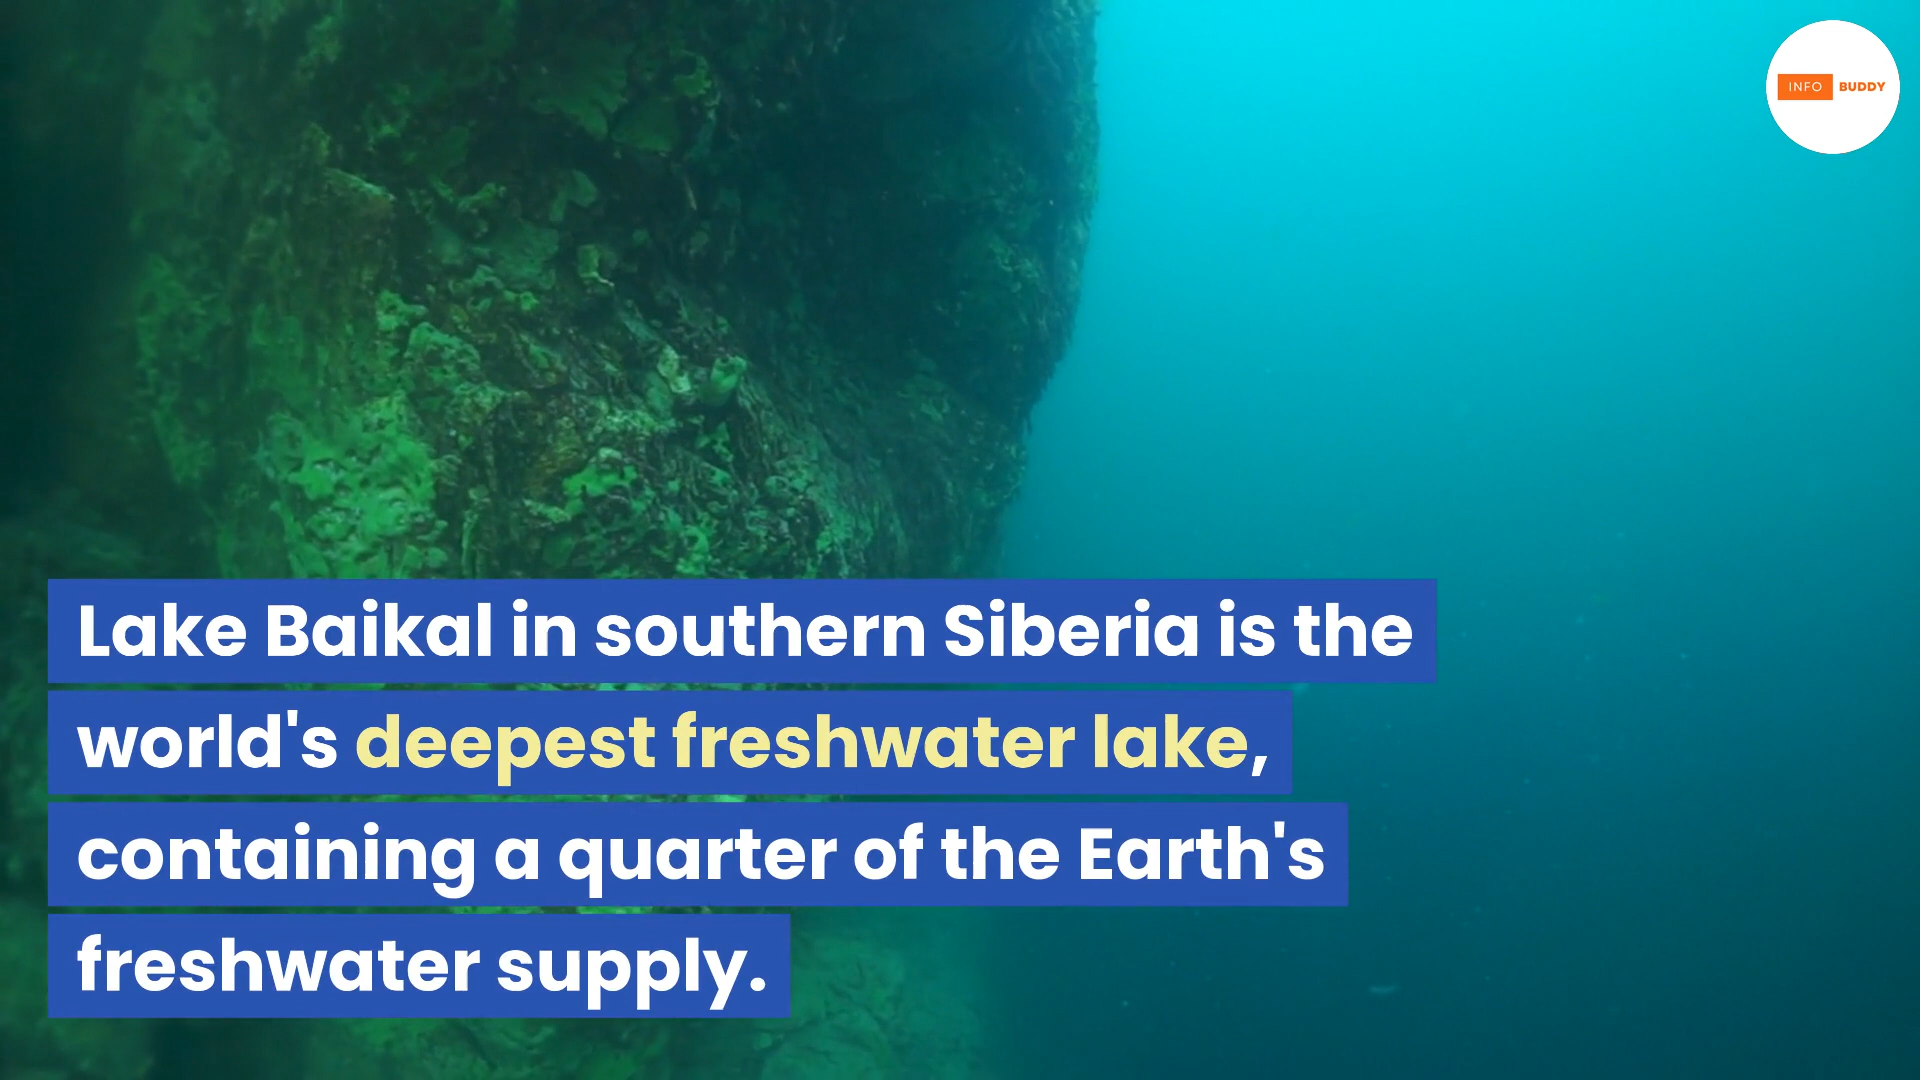 INFO BUDDY
Lake Baikal in southern Siberia is the
world's deepest freshwater lake,
containing a quarter of the Earth's
freshwater supply.